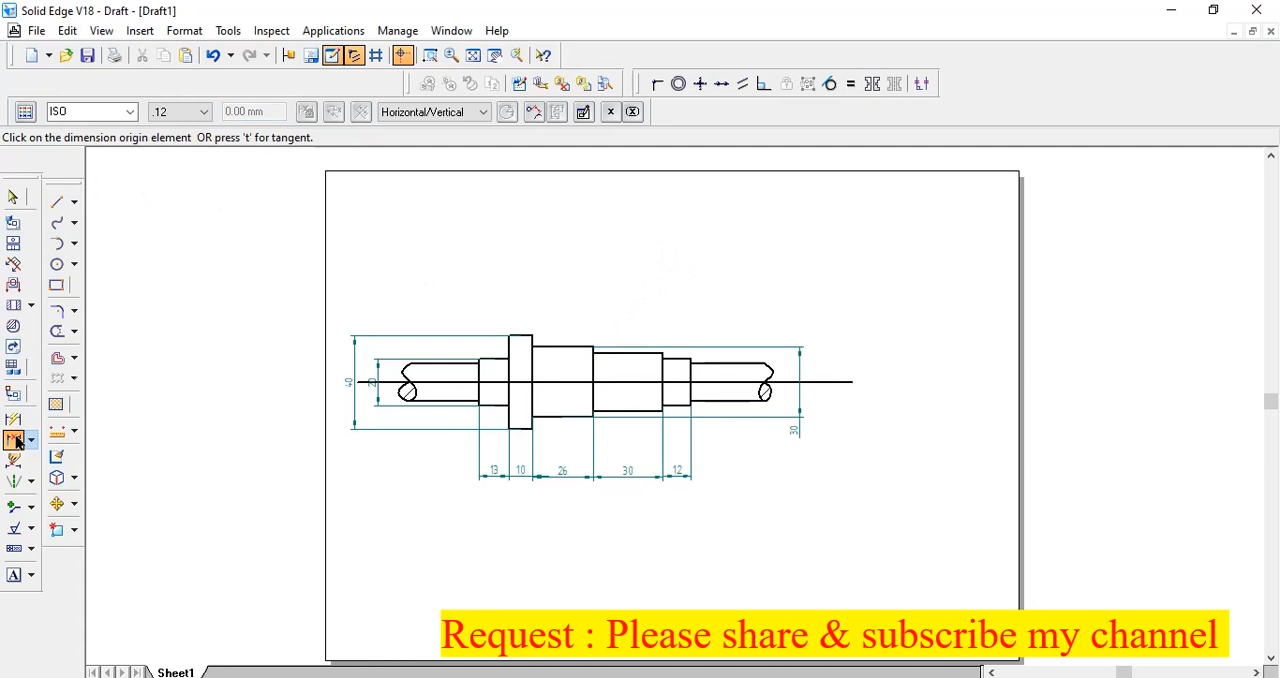 Solid Edge V18 - Draft - [Draft1]
File Edit View Insert Format Tools Inspect Applications Manage Window Help
ISO .12 0.00 mm Horizontal/Vertical
Click on the dimension origin element OR press 't' for tangent.
40 20 30
13 10 26 30 12
A
Request : Please share & subscribe my channel
Sheet1